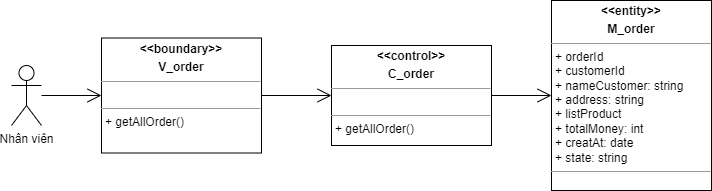 Nhân viên
<<boundary>>
V_order
+ getAllOrder()
<<control>>
C_order
+ getAllOrder()
<<entity>>
M_order
+ orderId
+ customerId
+ nameCustomer: string
+ address: string
+ listProduct
+ totalMoney: int
+ creatAt: date
+ state: string